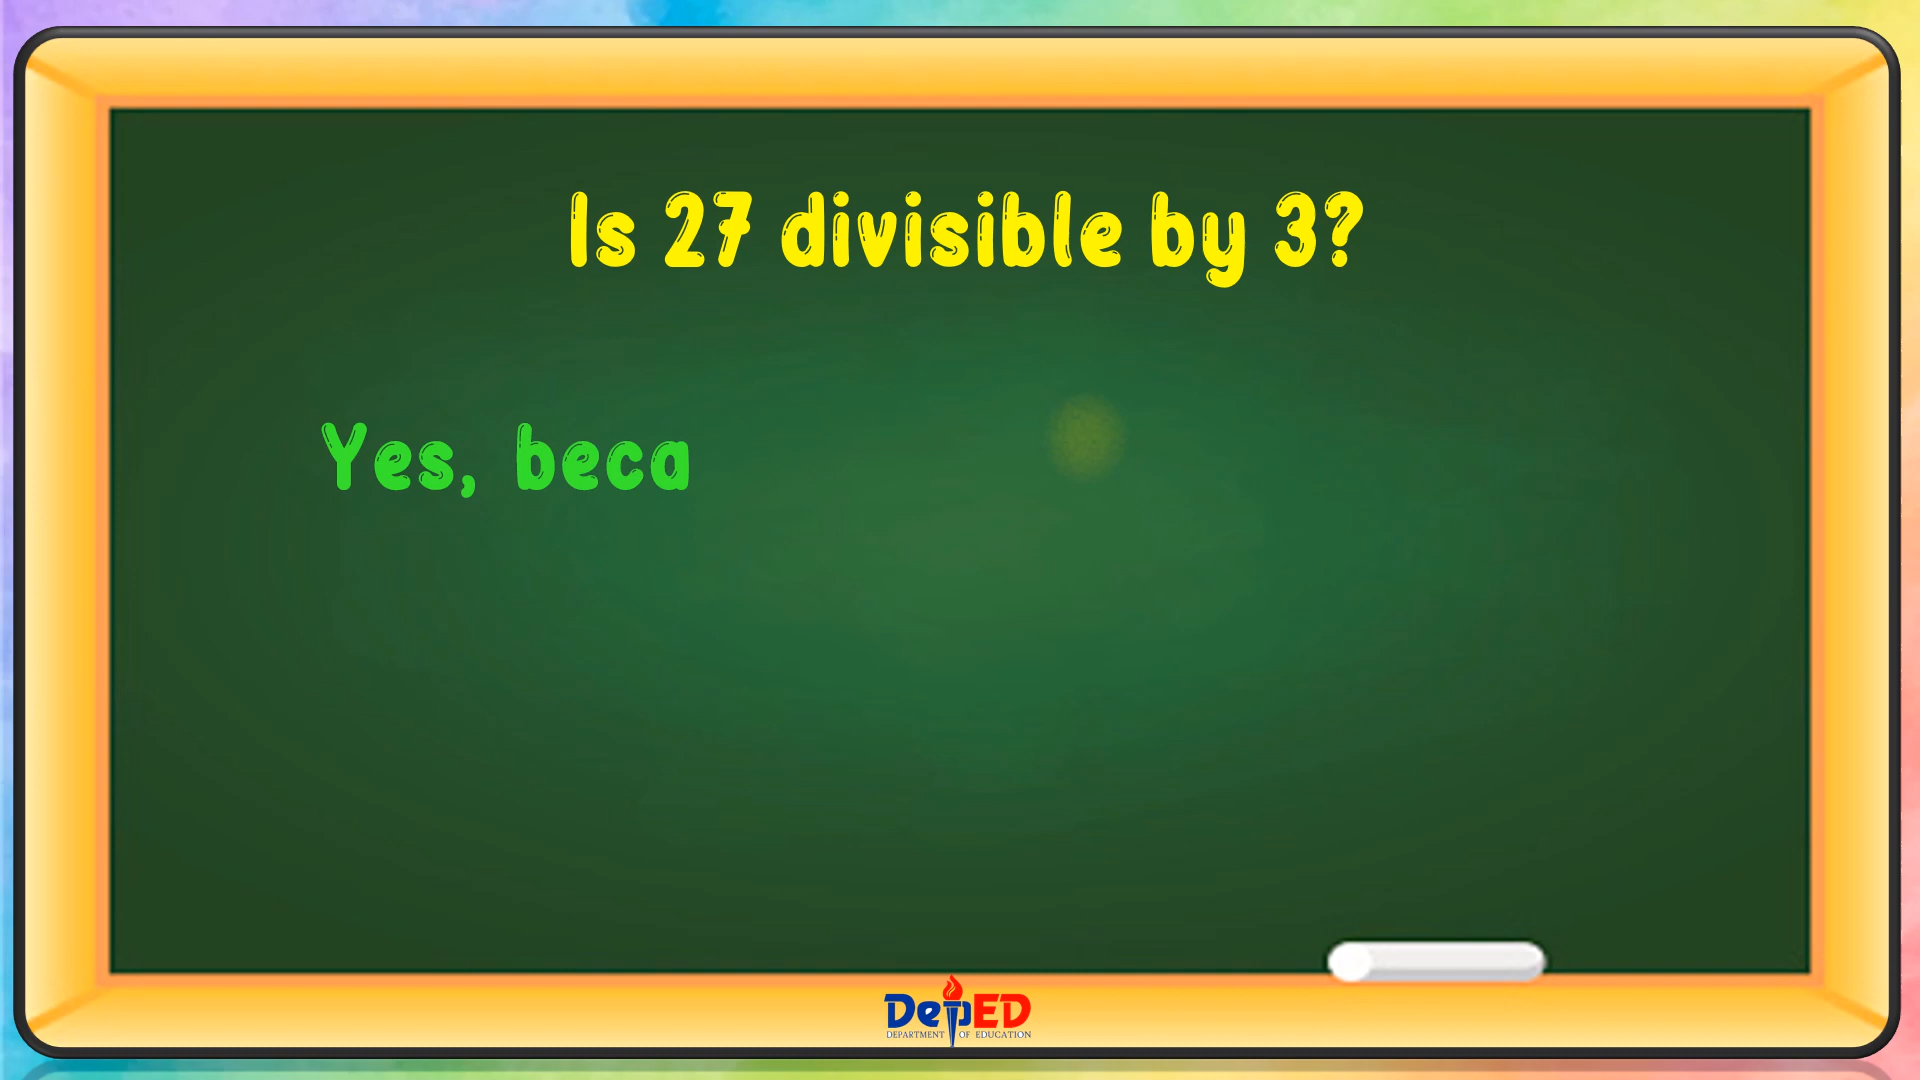 Is 27 divisible by 3?
Yes, beca
DepED
DEPARTMENT OF EDUCATION